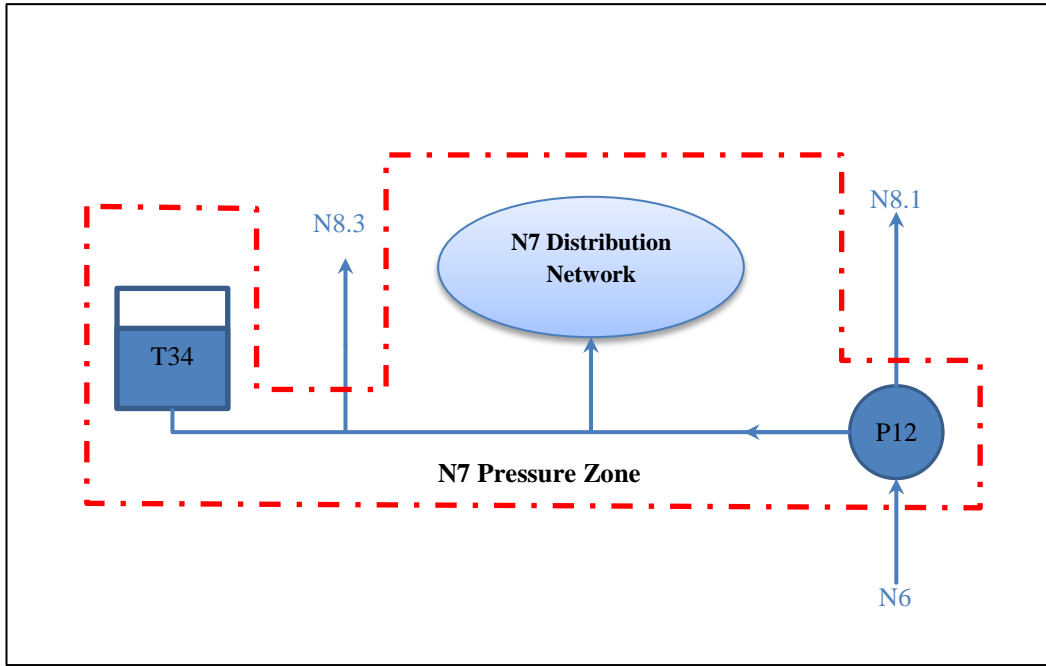 N8.1
N8.3
N7 Distribution
Network
T34
P12
N7 Pressure Zone
N6